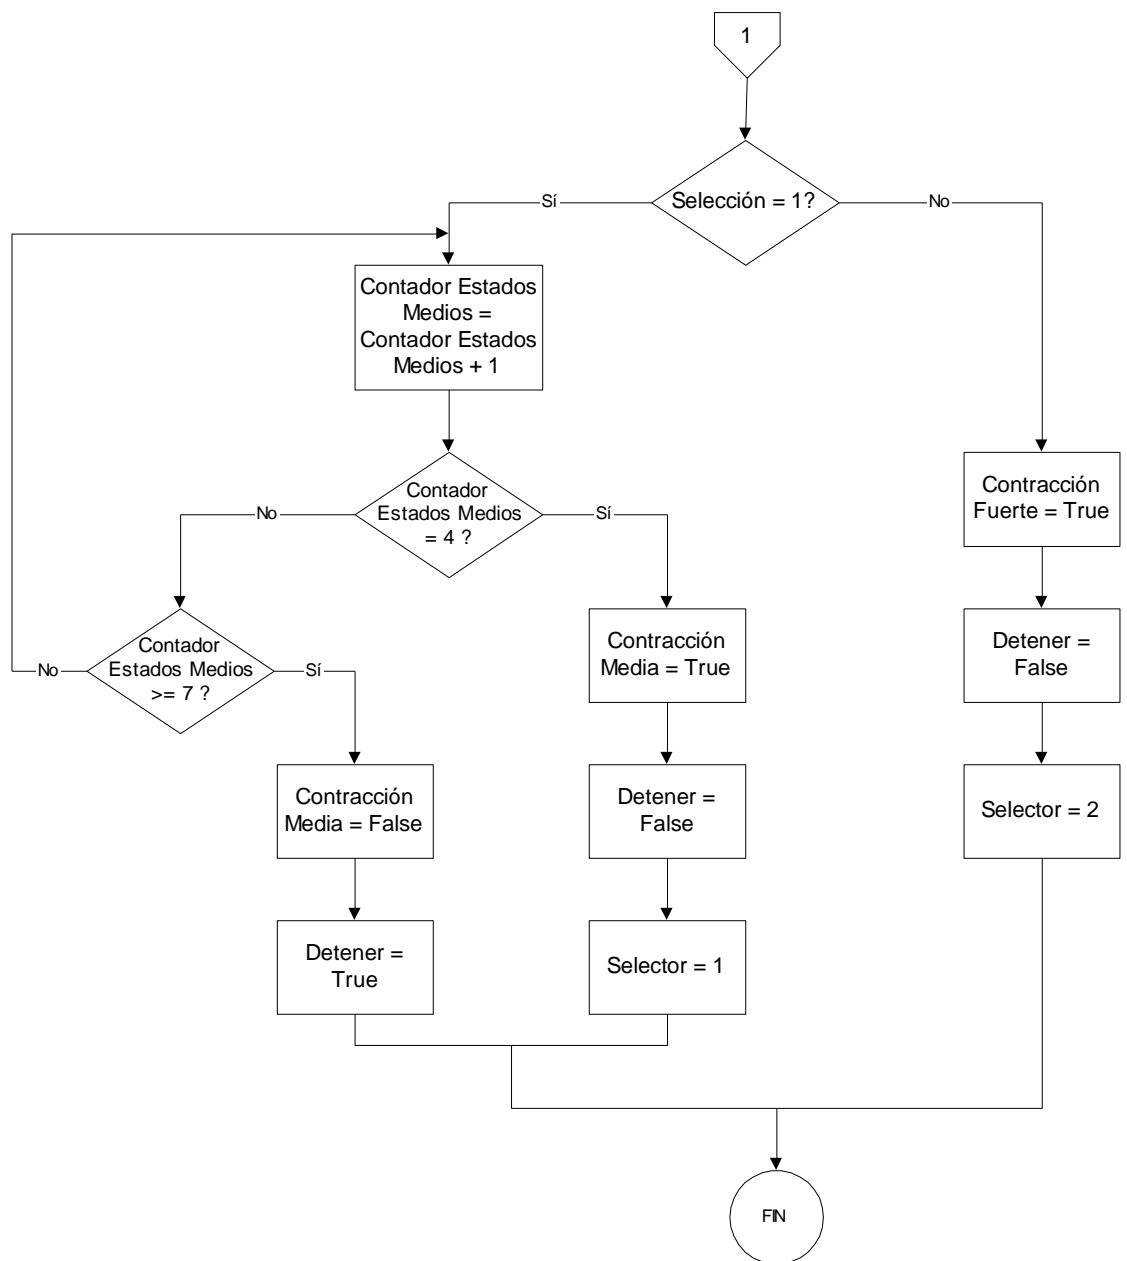 1
Selección = 1?
Sí
No
Contador Estados
Medios =
Contador Estados
Medios + 1
Contador
Estados Medios
= 4 ?
No
Sí
Contracción
Fuerte = True
Contador
Estados Medios
>= 7 ?
No
Sí
Contracción
Media = True
Detener =
False
Contracción
Media = False
Detener =
False
Selector = 2
Detener =
True
Selector = 1
FIN